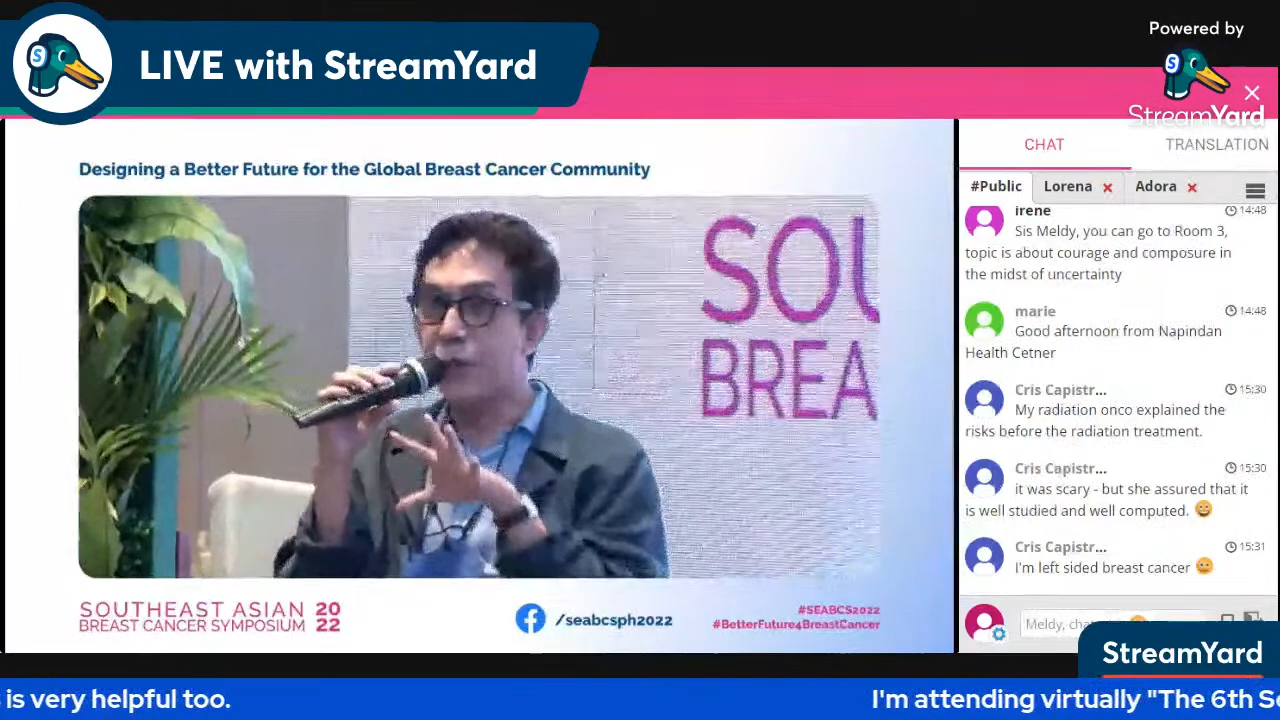 LIVE with StreamYard
Powered by
StreamYard
Designing a Better Future for the Global Breast Cancer Community
SOU
BREA
SOUTHEAST ASIAN 20
BREAST CANCER SYMPOSIUM 22
/seabcsph2022
#SEABCS2022
#BetterFuture4BreastCancer
CHAT TRANSLATION
#Public Lorena Adora
irene 14:48
Sis Meldy, you can go to Room 3,
topic is about courage and composure in
the midst of uncertainty
marie 14:48
Good afternoon from Napindan
Health Cetner
Cris Capistr... 15:30
My radiation onco explained the
risks before the radiation treatment.
Cris Capistr... 15:30
it was scary - but she assured that it
is well studied and well computed.
Cris Capistr... 15:31
I'm left sided breast cancer
Meldy,
StreamYard
is very helpful too. I'm attending virtually "The 6th